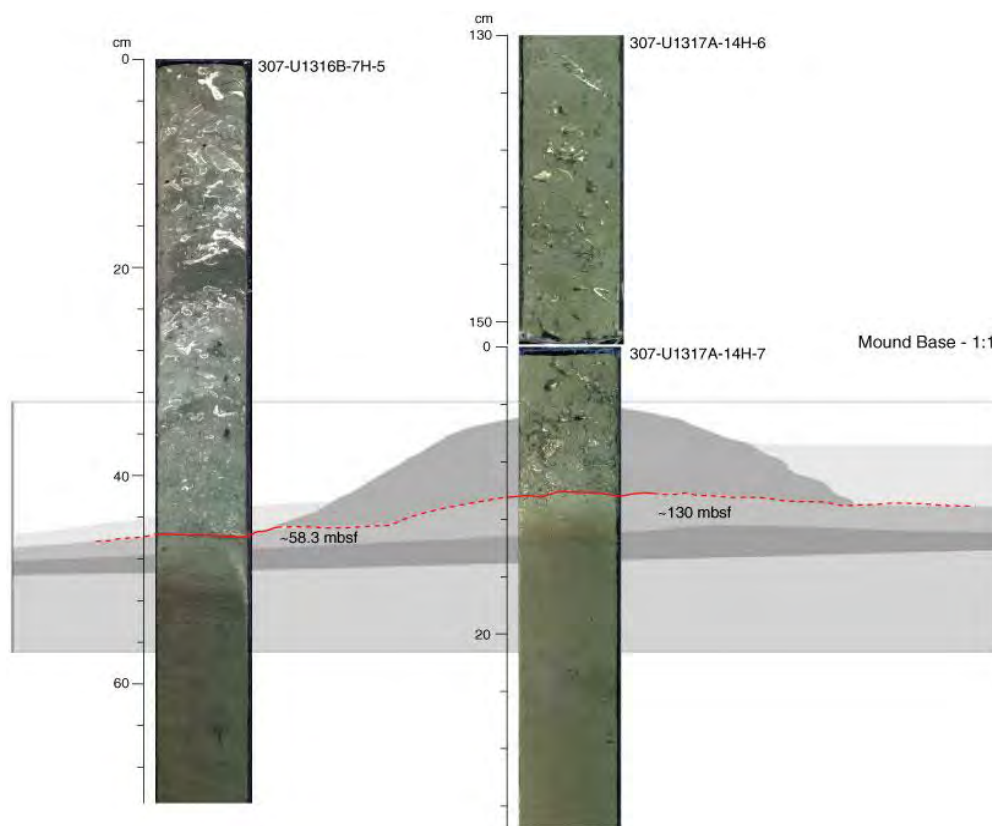 cm
0
307-U1316B-7H-5
20
40
60
cm
130
307-U1317A-14H-6
150
0
307-U1317A-14H-7
20
Mound Base - 1:1
~58.3 mbsf
~130 mbsf